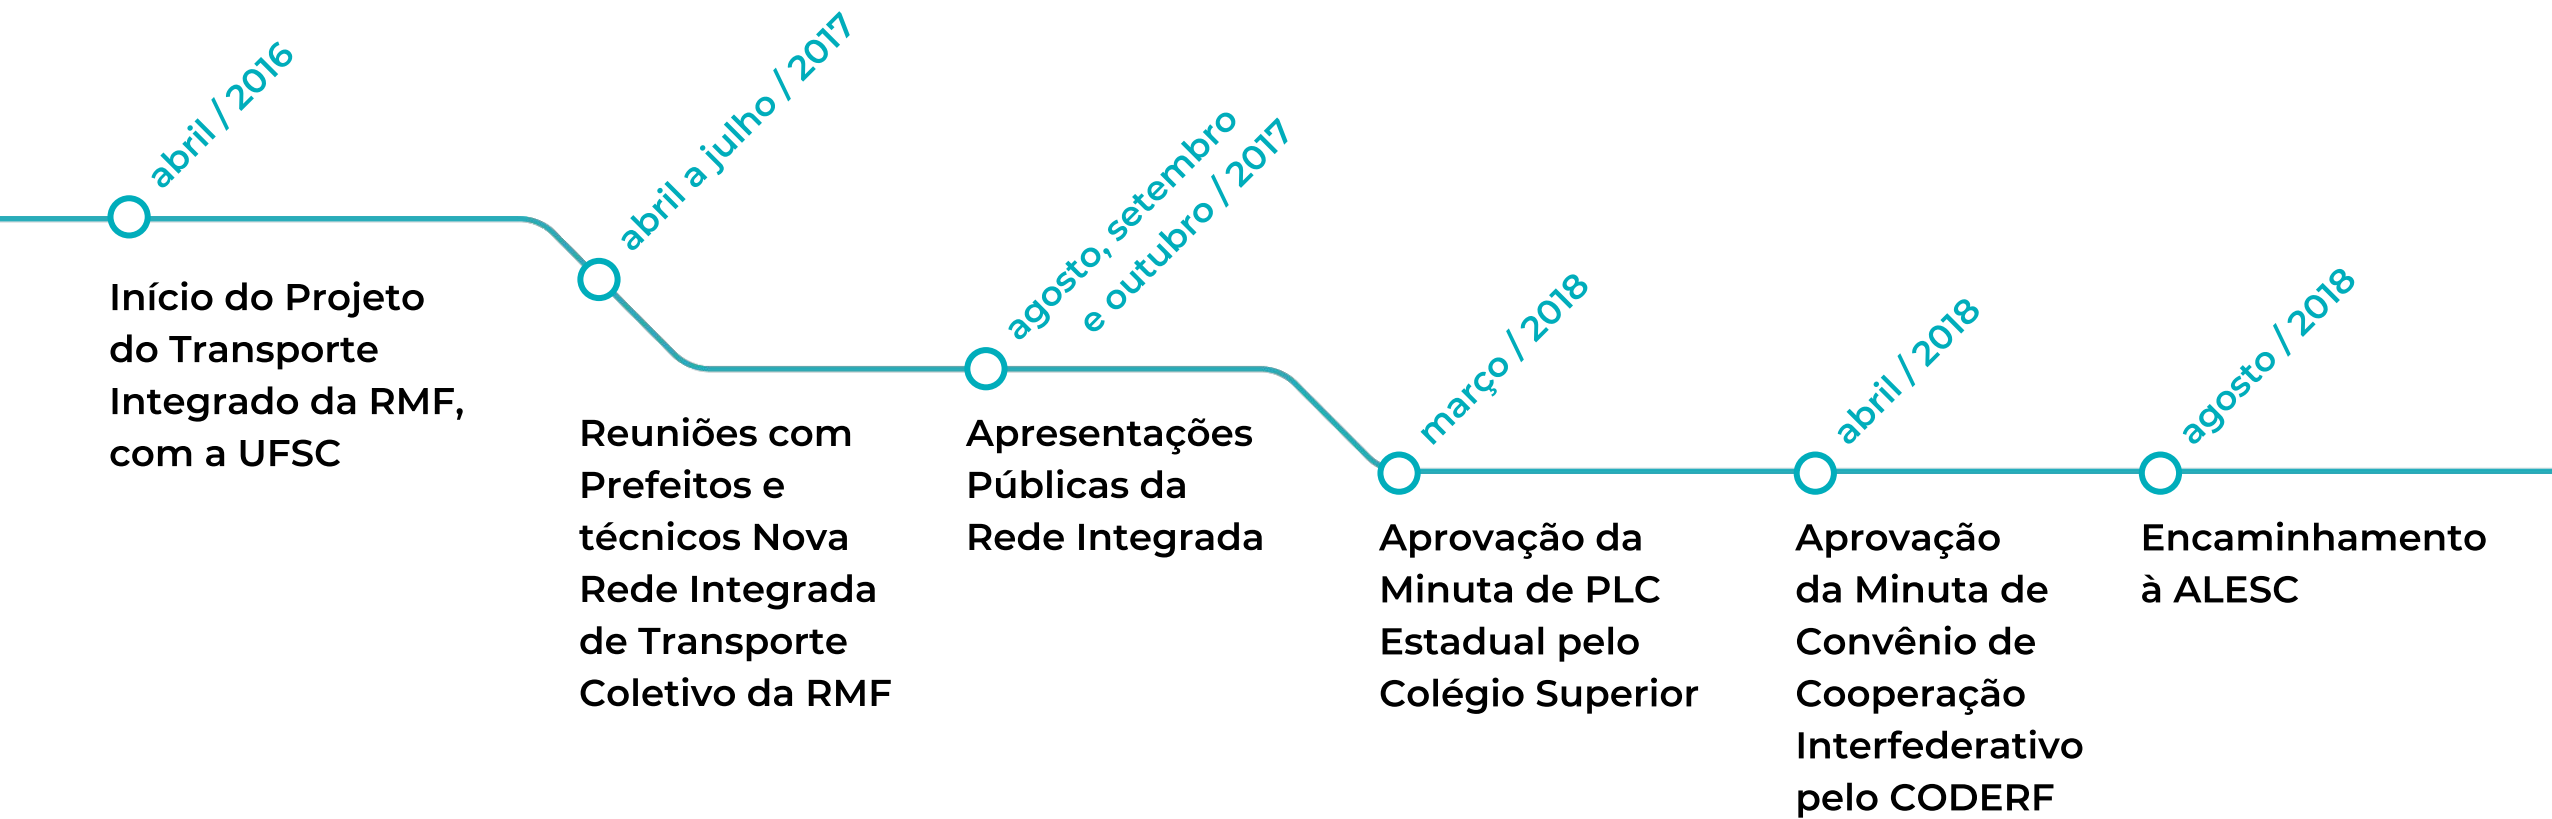 abril / 2016
Início do Projeto
do Transporte
Integrado da RMF,
com a UFSC
abril a julho / 2017
Reuniões com
Prefeitos e
técnicos Nova
Rede Integrada
de Transporte
Coletivo da RMF
agosto, setembro
e outubro / 2017
Apresentações
Públicas da
Rede Integrada
março / 2018
Aprovação da
Minuta de PLC
Estadual pelo
Colégio Superior
abril / 2018
Aprovação
da Minuta de
Convênio de
Cooperação
Interfederativo
pelo CODERF
agosto / 2018
Encaminhamento
à ALESC